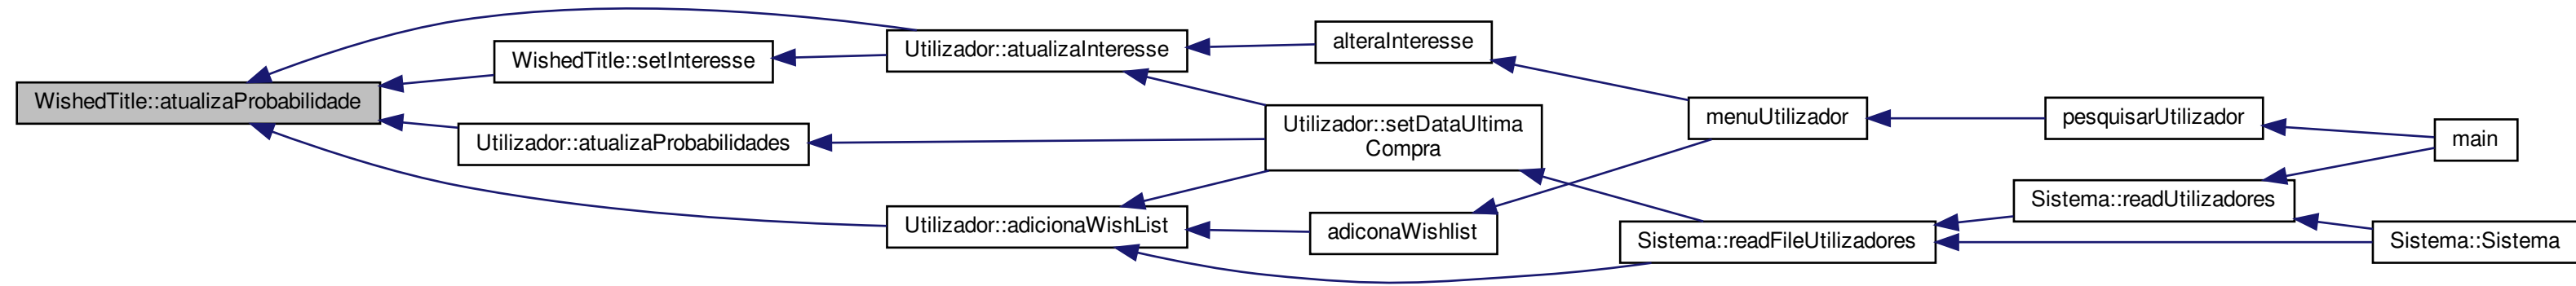 WishedTitle::atualizaProbabilidade
WishedTitle::setInteresse
Utilizador::atualizaProbabilidades
Utilizador::atualizaInteresse
Utilizador::adicionaWishList
alteraInteresse
Utilizador::setDataUltima
Compra
adiconaWishlist
menuUtilizador
Sistema::readFileUtilizadores
pesquisarUtilizador
Sistema::readUtilizadores
main
Sistema::Sistema